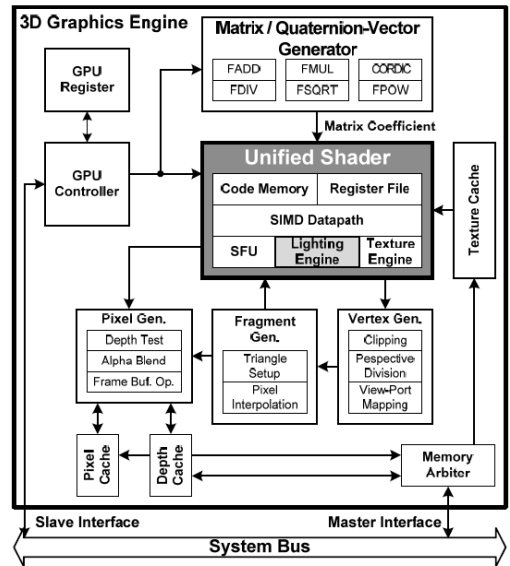 3D Graphics Engine
Matrix / Quaternion-Vector
Generator
FADD
FMUL
CORDIC
FDIV
FSQRT
FPOW
GPU
Register
Matrix Coefficient
GPU
Controller
Unified Shader
Code Memory
Register File
SIMD Datapath
SFU
Lighting
Engine
Texture
Engine
Texture Cache
Pixel Gen.
Depth Test
Alpha Blend
Frame Buf. Op.
Fragment
Gen.
Triangle
Setup
Pixel
Interpolation
Vertex Gen.
Clipping
Pespective
Division
View-Port
Mapping
Pixel
Cache
Depth
Cache
Memory
Arbiter
Slave Interface
Master Interface
System Bus